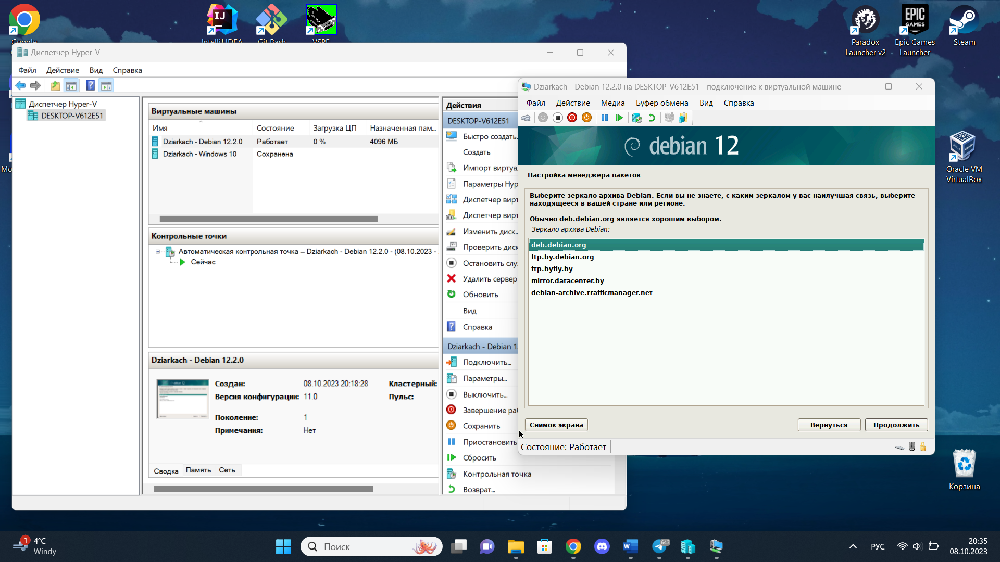 Google
IntelliJ IDEA
Git Bash
VSPE
Paradox
Launcher v2
Epic Games
Launcher
Steam
EPIC
GAMES
Диспетчер Hyper-V
Файл
Действие
Вид
Справка
Диспетчер Hyper-V
DESKTOP-V612E51
Виртуальные машины
Имя
Состояние
Загрузка ЦП
Назначенная пам...
Dziarkach - Debian 12.2.0
Работает
0 %
4096 МБ
Dziarkach - Windows 10
Сохранена
Контрольные точки
Автоматическая контрольная точка – Dziarkach - Debian 12.2.0 - (08.10.2023 -
Сейчас
Dziarkach - Debian 12.2.0
Создан:
08.10.2023 20:18:28
Кластерный:
Версия конфигурации:
11.0
Пульс:
Поколение:
1
Примечания:
Нет
Сводка
Память
Сеть
Действия
DESKTOP-V612E51
Быстро создать.
Создать
Импорт виртуа
Параметры Hyp
Диспетчер вирт
Диспетчер вирт
Изменить диск..
Проверить диск
Остановить слу
Удалить сервер
Обновить
Вид
Справка
Dziarkach - Debian 12
Подключить...
Параметры...
Выключить...
Завершение раб
Сохранить
Приостановить
Сбросить
Контрольная точка
Возврат...
Dziarkach - Debian 12.2.0 на DESKTOP-V612E51 - подключение к виртуальной машине
Файл
Действие
Медиа
Буфер обмена
Вид
Справка
debian 12
Настройка менеджера пакетов
Выберите зеркало архива Debian. Если вы не знаете, с каким зеркалом у вас наилучшая связь, выберите
находящееся в вашей стране или регионе.
Обычно deb.debian.org является хорошим выбором.
Зеркало архива Debian:
deb.debian.org
ftp.by.debian.org
ftp.byfly.by
mirror.datacenter.by
debian-archive.trafficmanager.net
Снимок экрана
Вернуться
Продолжить
Состояние: Работает
Oracle VM
VirtualBox
Корзина
1
4°C
Windy
Поиск
643
РУС
20:35
08.10.2023